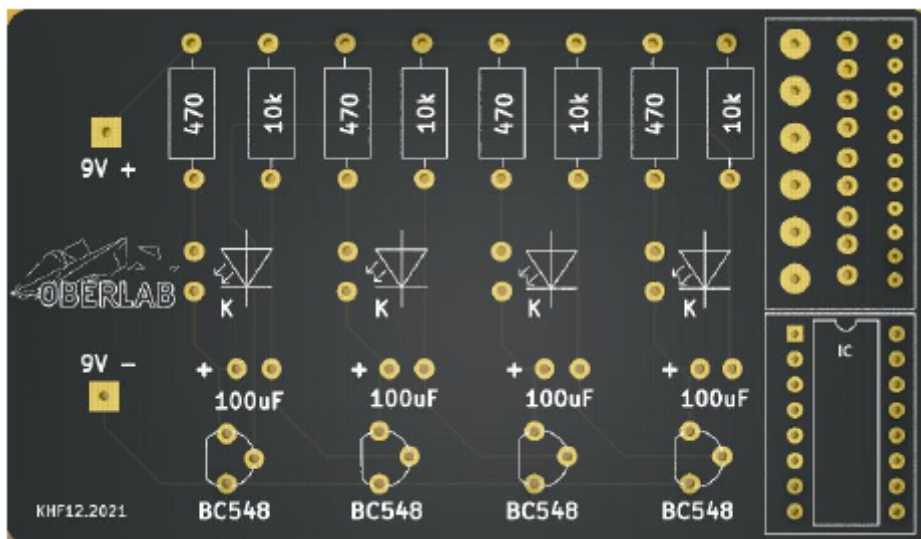 470 10k 470 10k 470 10k 470 10k
9V +
OBERLAB
K K K K
9V -
+ + + +
100uF 100uF 100uF 100uF
IC
BC548 BC548 BC548 BC548
KHF12.2021